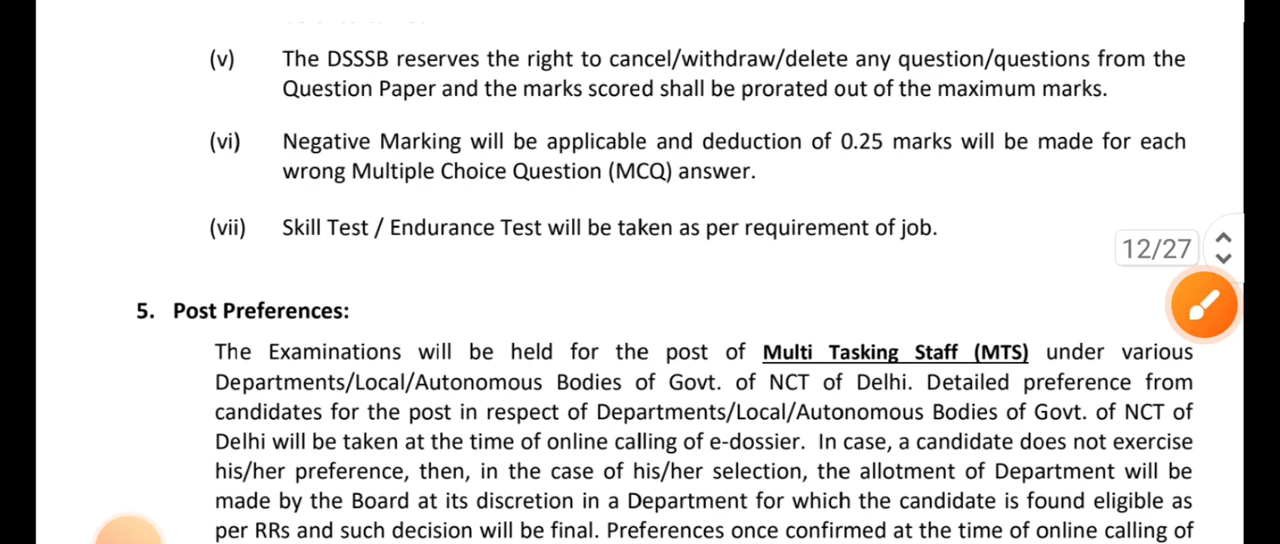 (v) The DSSSB reserves the right to cancel/withdraw/delete any question/questions from the
Question Paper and the marks scored shall be prorated out of the maximum marks.
(vi) Negative Marking will be applicable and deduction of 0.25 marks will be made for each
wrong Multiple Choice Question (MCQ) answer.
(vii) Skill Test / Endurance Test will be taken as per requirement of job.
12/27
5. Post Preferences:
The Examinations will be held for the post of Multi Tasking Staff (MTS) under various
Departments/Local/Autonomous Bodies of Govt. of NCT of Delhi. Detailed preference from
candidates for the post in respect of Departments/Local/Autonomous Bodies of Govt. of NCT of
Delhi will be taken at the time of online calling of e-dossier. In case, a candidate does not exercise
his/her preference, then, in the case of his/her selection, the allotment of Department will be
made by the Board at its discretion in a Department for which the candidate is found eligible as
per RRs and such decision will be final. Preferences once confirmed at the time of online calling of